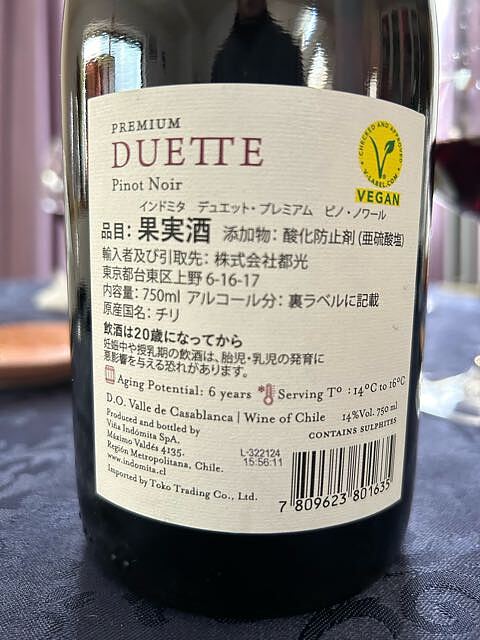 PREMIUM
DUETTE
Pinot Noir
CHECKED AND APPROVED
V-LABEL.COM
VEGAN
インドミタ デュエット・プレミアム ピノ・ノワール
品目: 果実酒 添加物: 酸化防止剤 (亜硫酸塩)
輸入者及び引取先: 株式会社都光
東京都台東区上野 6-16-17
内容量: 750ml アルコール分: 裏ラベルに記載
原産国名: チリ
飲酒は20歳になってから
妊娠中や授乳期の飲酒は、胎児・乳児の発育に
悪影響を与える恐れがあります。
Aging Potential: 6 years
Serving Tº : 14ºC to 16ºC
D.O. Valle de Casablanca | Wine of Chile 14%Vol. 750 ml
CONTAINS SULPHITES
Produced and bottled by
Viña Indómita SpA.
Máximo Valdés 4135.
Región Metropolitana, Chile.
www.indomita.cl
Imported by Toko Trading Co., Ltd.
L-322124
15:56:11
7 809623 801635